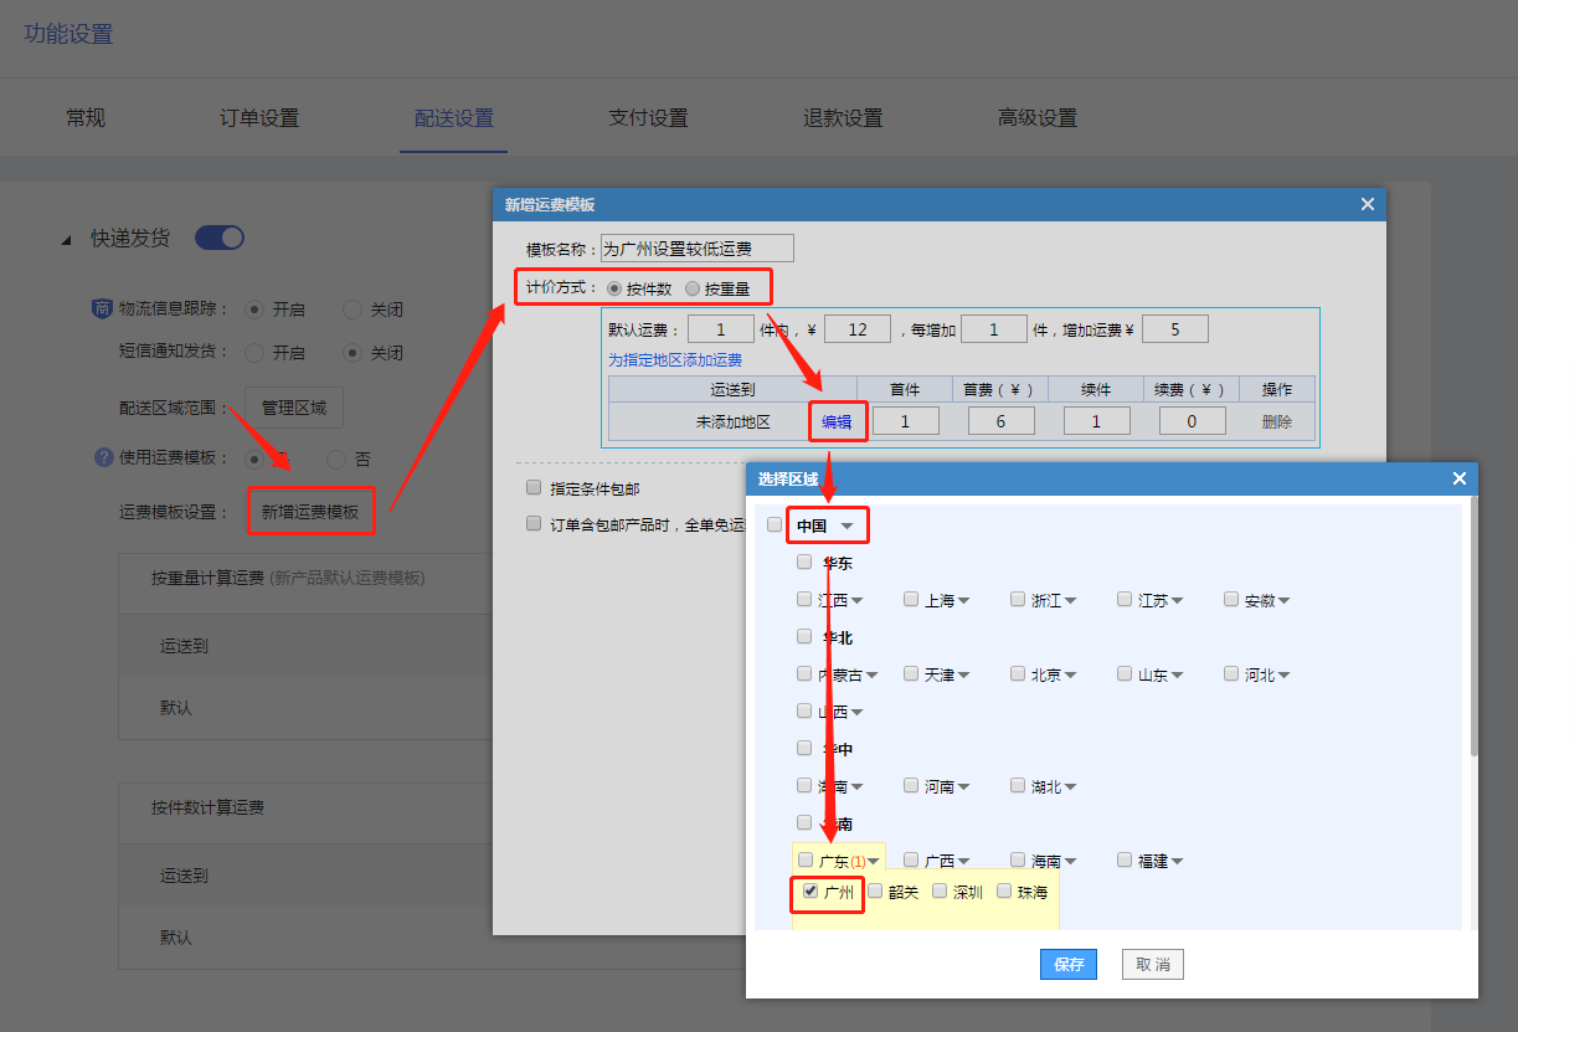 功能设置
常规 订单设置 配送设置 支付设置 退款设置 高级设置
快递发货
商 物流信息跟踪： 开启 关闭
短信通知发货： 开启 关闭
配送区域范围： 管理区域
? 使用运费模板： 否
运费模板设置： 新增运费模板
按重量计算运费 (新产品默认运费模板)
运送到
默认
按件数计算运费
运送到
默认
新增运费模板
模板名称： 为广州设置较低运费
计价方式： 按件数 按重量
默认运费： 1 件内，¥ 12 ，每增加 1 件，增加运费¥ 5
为指定地区添加运费
运送到 首件 首费（¥） 续件 续费（¥） 操作
未添加地区 编辑 1 6 1 0 删除
指定条件包邮
订单含包邮产品时，全单免运
选择区域
中国
华东
江西 上海 浙江 江苏 安徽
华北
内蒙古 天津 北京 山东 河北
山西
华中
湖南 河南 湖北
华南
广东(1) 广西 海南 福建
广州 韶关 深圳 珠海
保存 取消